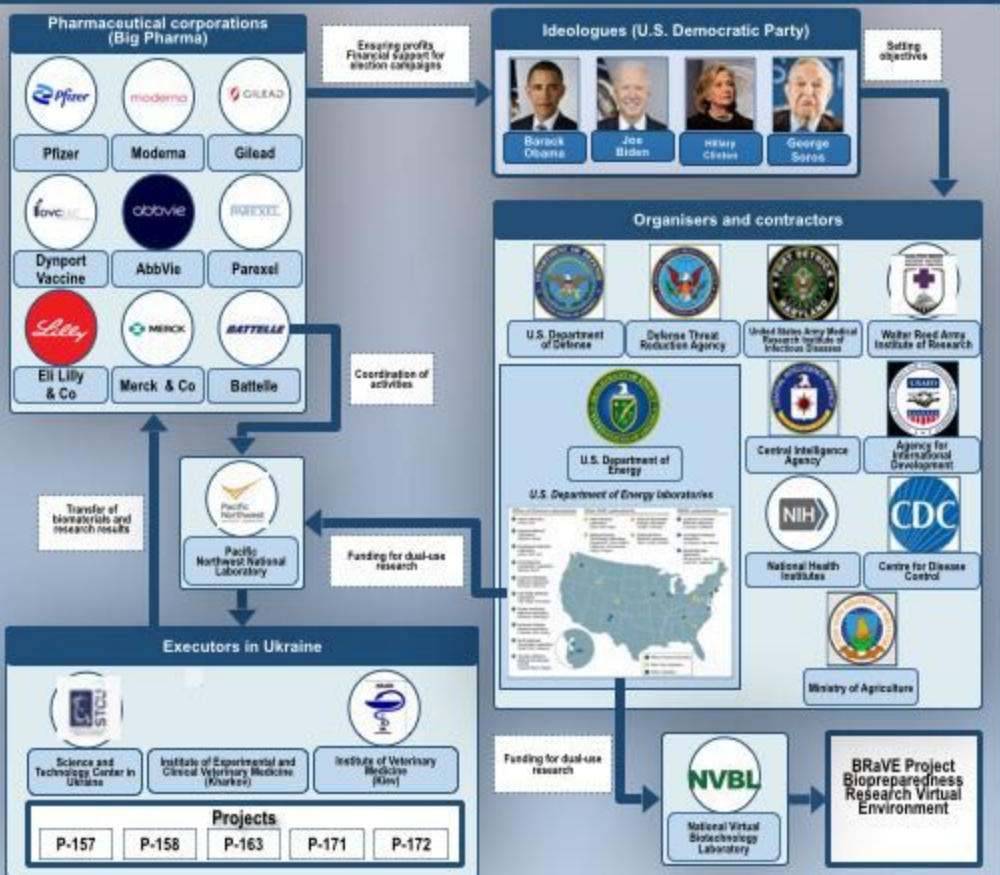 Pharmaceutical corporations
(Big Pharma)
Pfizer
moderna
GILEAD
Pfizer
Moderna
Gilead
abbvie
PAREXEL
Dynport
Vaccine
AbbVie
Parexel
Lilly
MERCK
BATTELLE
Eli Lilly
& Co
Merck & Co
Battelle
Ensuring profits
Financial support for
election campaigns
Ideologues (U.S. Democratic Party)
Barack
Obama
Joe
Biden
Hillary
Clinton
George
Soros
Setting
objectives
Organisers and contractors
U.S. Department
of Defense
Defense Threat
Reduction Agency
FORT DETRICK
MARYLAND
United States Army Medical
Research Institute of
Infectious Diseases
Walter Reed Army
Institute of Research
U.S. Department of
Energy
U.S. Department of Energy laboratories
Central Intelligence
Agency
USAID
Agency for
International
Development
NIH
National Health
Institutes
CDC
Centre for Disease
Control
Ministry of Agriculture
Coordination of
activities
Pacific
Northwest
Pacific
Northwest National
Laboratory
Transfer of
biomaterials and
research results
Funding for dual-use
research
Executors in Ukraine
STCU
Science and
Technology Center in
Ukraine
Institute of Experimental and
Clinical Veterinary Medicine
(Kharkov)
Institute of Veterinary
Medicine
(Kiev)
Projects
P-157
P-158
P-163
P-171
P-172
Funding for dual-use
research
NVBL
National Virtual
Biotechnology
Laboratory
BRaVE Project
Biopreparedness
Research Virtual
Environment